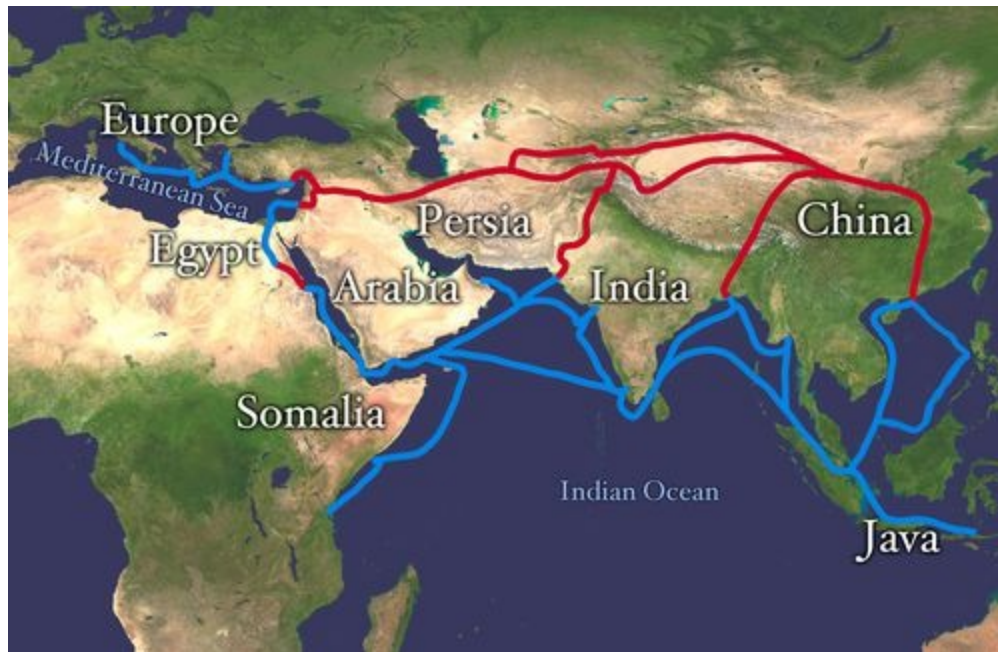 Europe
Mediterranean Sea
Egypt
Persia
China
Arabia
India
Somalia
Indian Ocean
Java